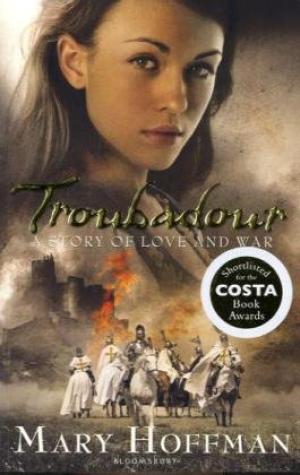 Troubadour
A STORY OF LOVE AND WAR
Shortlisted
for the
COSTA
Book
Awards
MARY HOFFMAN
BLOOMSBURY